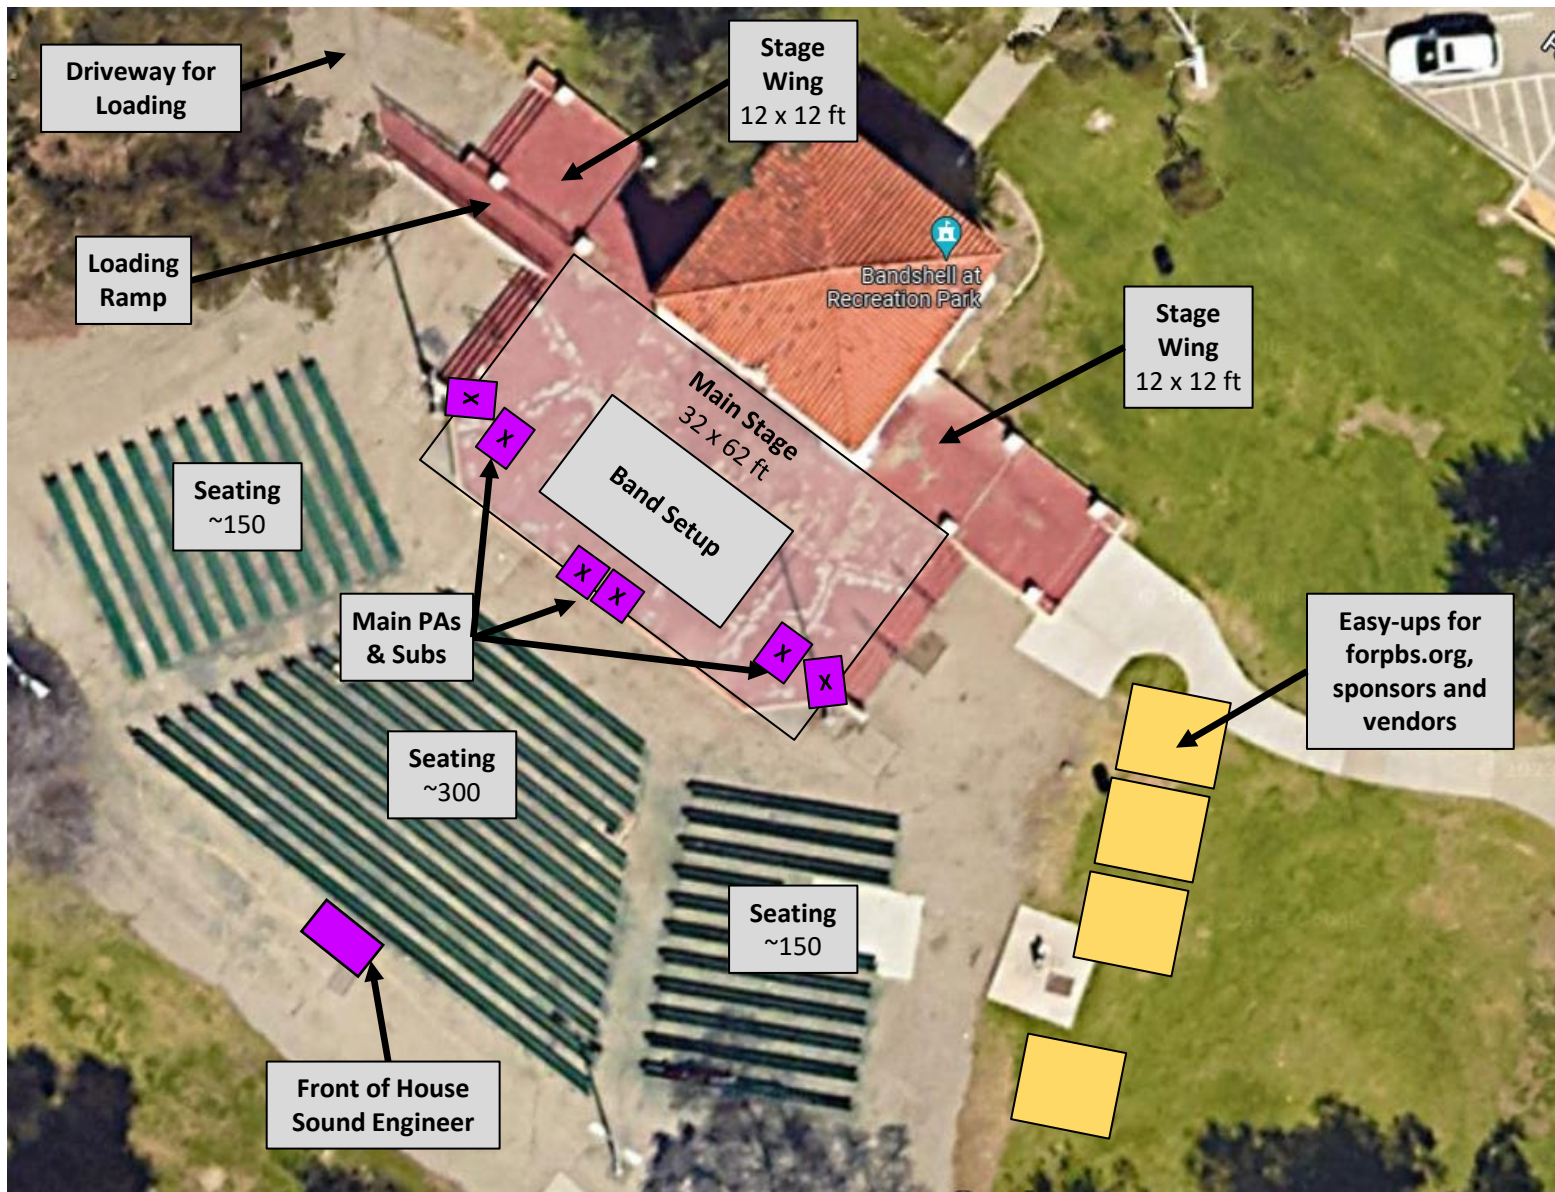 Driveway for
Loading
Stage
Wing
12 x 12 ft
Loading
Ramp
Bandshell at
Recreation Park
Stage
Wing
12 x 12 ft
Main Stage
32 x 62 ft
X
X
Band Setup
Seating
~150
X
X
Main PAs
& Subs
X
X
Easy-ups for
forpbs.org,
sponsors and
vendors
Seating
~300
Seating
~150
Front of House
Sound Engineer